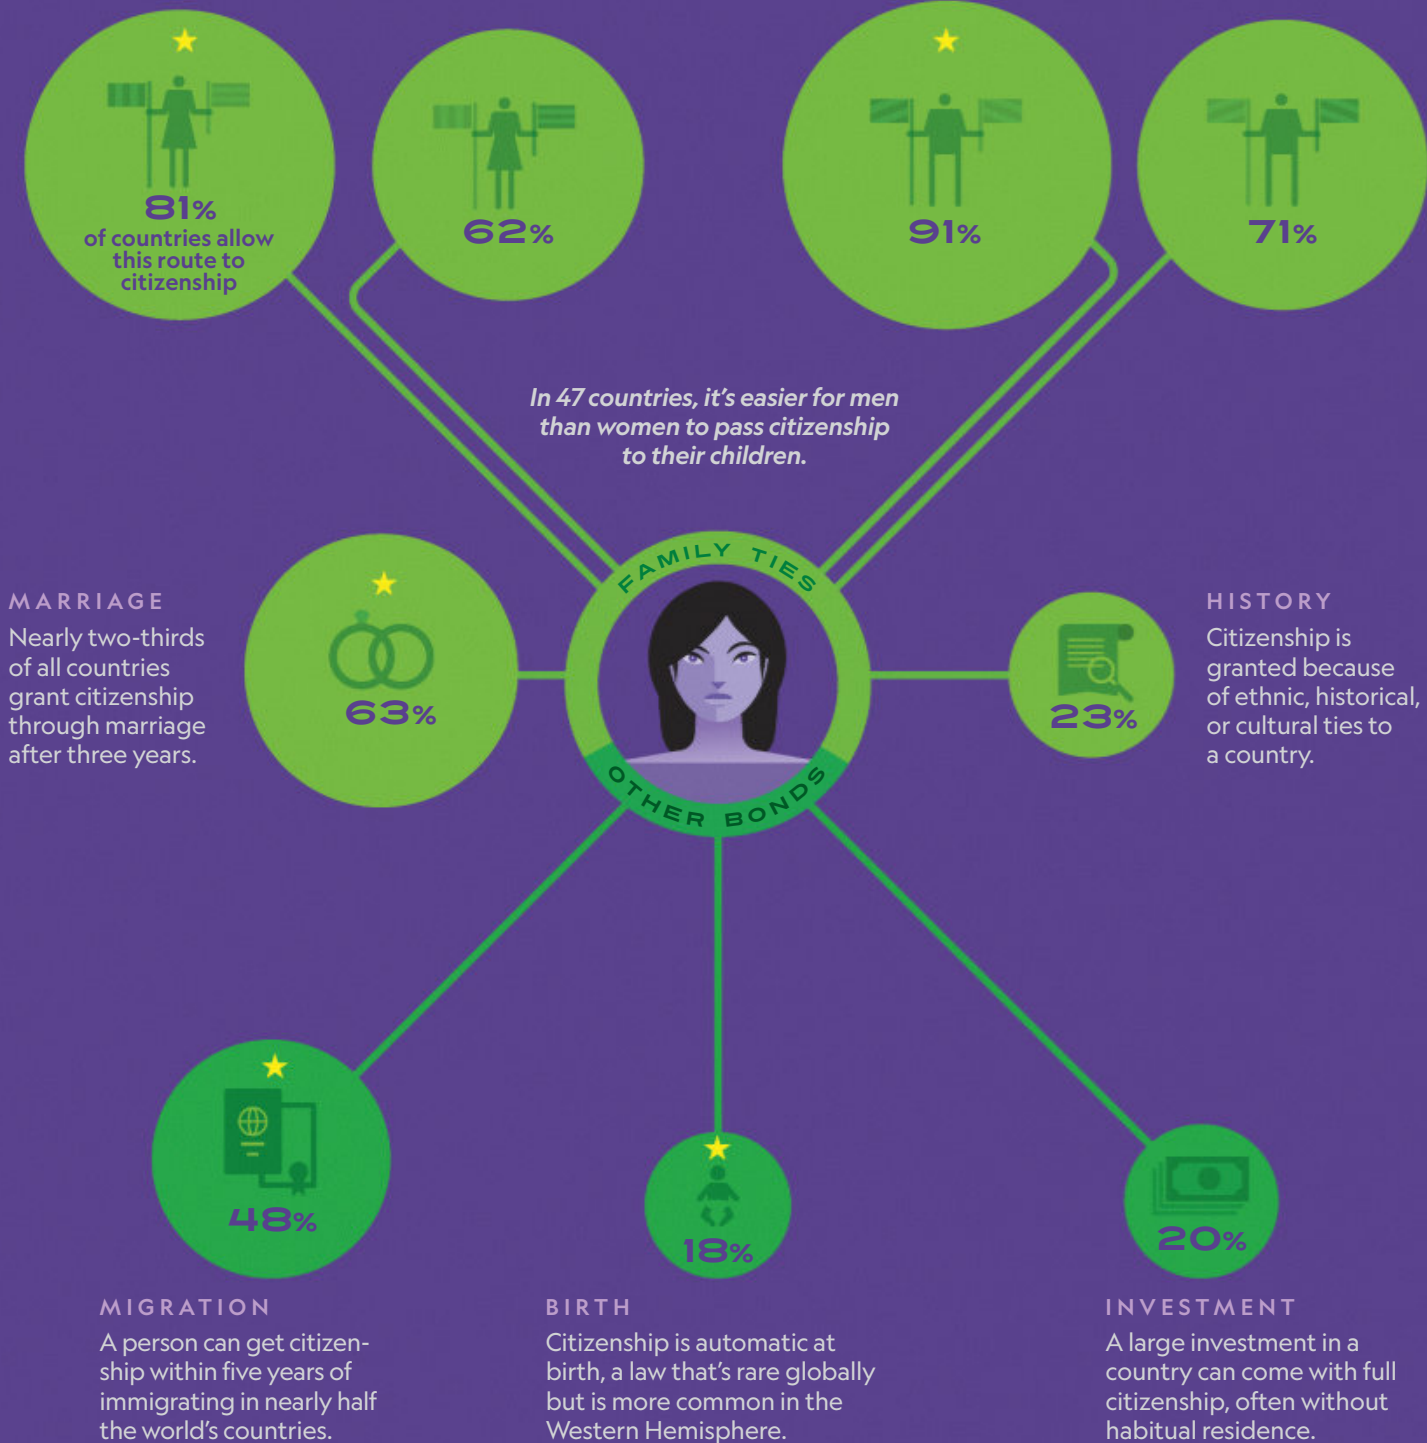 81%
of countries allow
this route to
citizenship
62%
91%
71%
In 47 countries, it's easier for men
than women to pass citizenship
to their children.
FAMILY TIES
MARRIAGE
Nearly two-thirds
of all countries
grant citizenship
through marriage
after three years.
63%
23%
HISTORY
Citizenship is
granted because
of ethnic, historical,
or cultural ties to
a country.
OTHER BONDS
48%
MIGRATION
A person can get citizen-
ship within five years of
immigrating in nearly half
the world's countries.
18%
BIRTH
Citizenship is automatic at
birth, a law that's rare globally
but is more common in the
Western Hemisphere.
20%
INVESTMENT
A large investment in a
country can come with full
citizenship, often without
habitual residence.